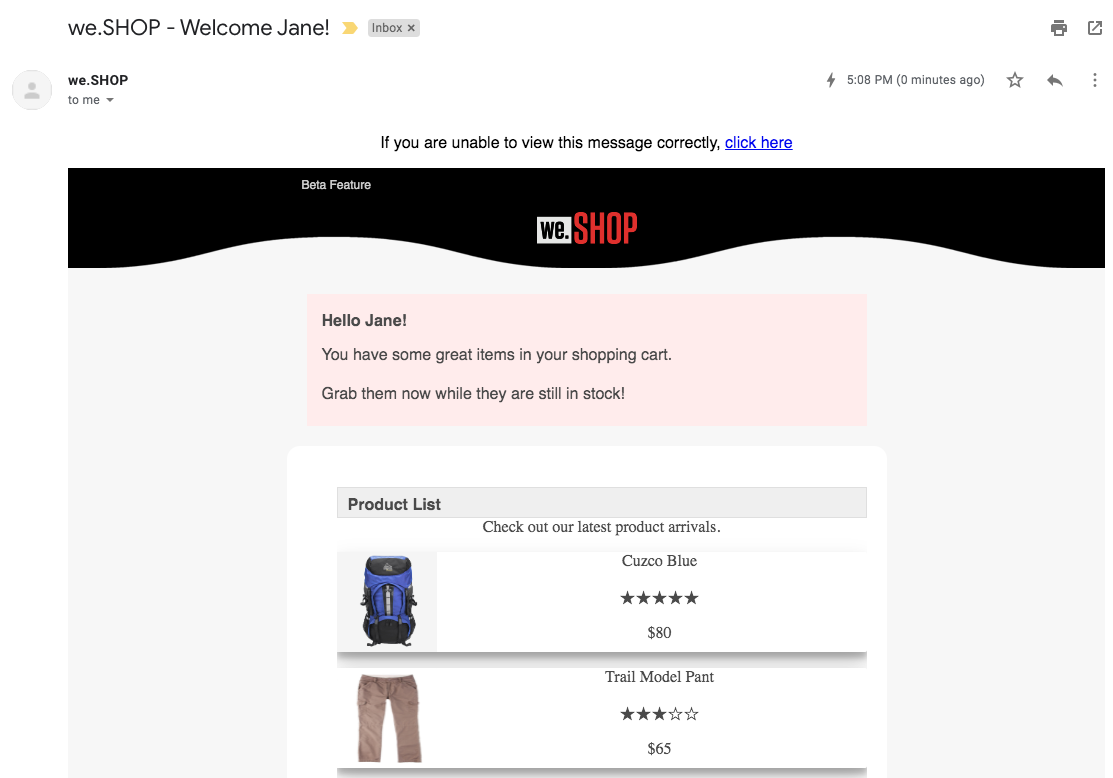 we.SHOP - Welcome Jane!
Inbox ×
we.SHOP
5:08 PM (0 minutes ago)
to me
If you are unable to view this message correctly, click here
Beta Feature
we.SHOP
Hello Jane!
You have some great items in your shopping cart.
Grab them now while they are still in stock!
Product List
Check out our latest product arrivals.
Cuzco Blue
★★★★★
$80
Trail Model Pant
★★★☆☆
$65